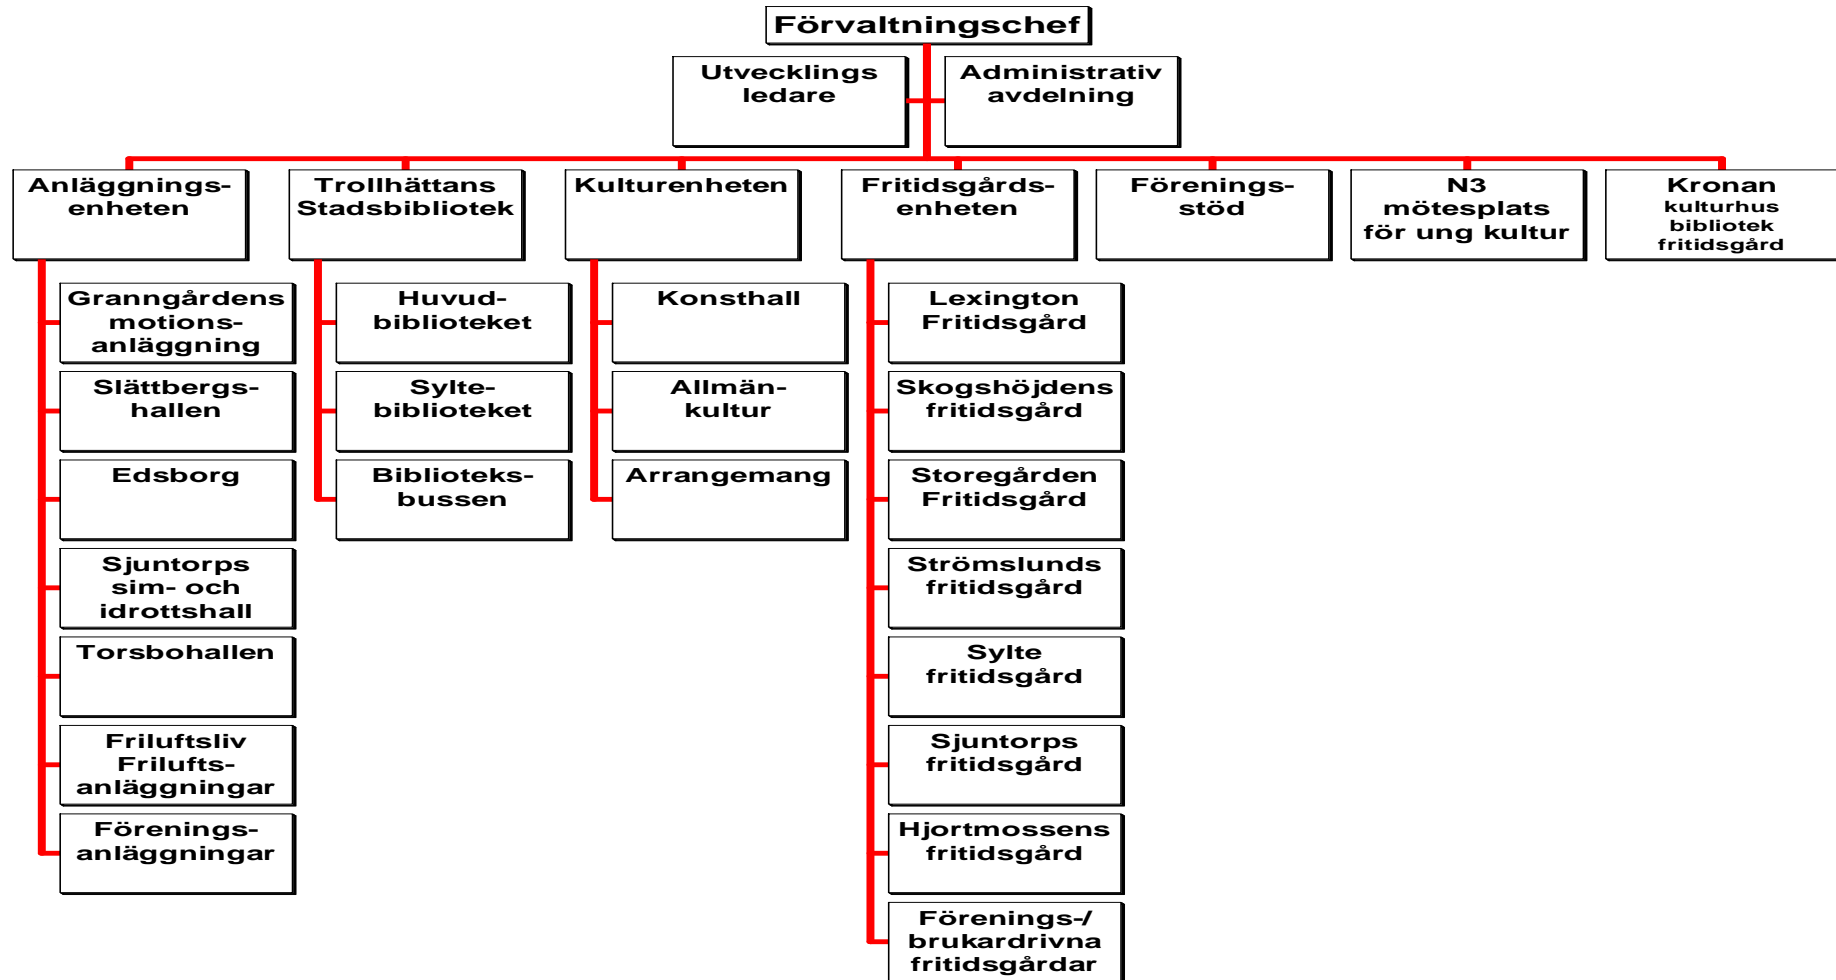 Förvaltningschef
Utvecklings
ledare
Administrativ
avdelning
Anläggnings-
enheten
Trollhättans
Stadsbibliotek
Kulturenheten
Fritidsgårds-
enheten
Förenings-
stöd
N3
mötesplats
för ung kultur
Kronan
kulturhus
bibliotek
fritidsgård
Granngårdens
motions-
anläggning
Slättbergs-
hallen
Edsborg
Sjuntorps
sim- och
idrottshall
Torsbohallen
Friluftsliv
Frilufts-
anläggningar
Förenings-
anläggningar
Huvud-
biblioteket
Sylte-
biblioteket
Biblioteks-
bussen
Konsthall
Allmän-
kultur
Arrangemang
Lexington
Fritidsgård
Skogshöjdens
fritidsgård
Storegården
Fritidsgård
Strömslunds
fritidsgård
Sylte
fritidsgård
Sjuntorps
fritidsgård
Hjortmossens
fritidsgård
Förenings-/
brukardrivna
fritidsgårdar